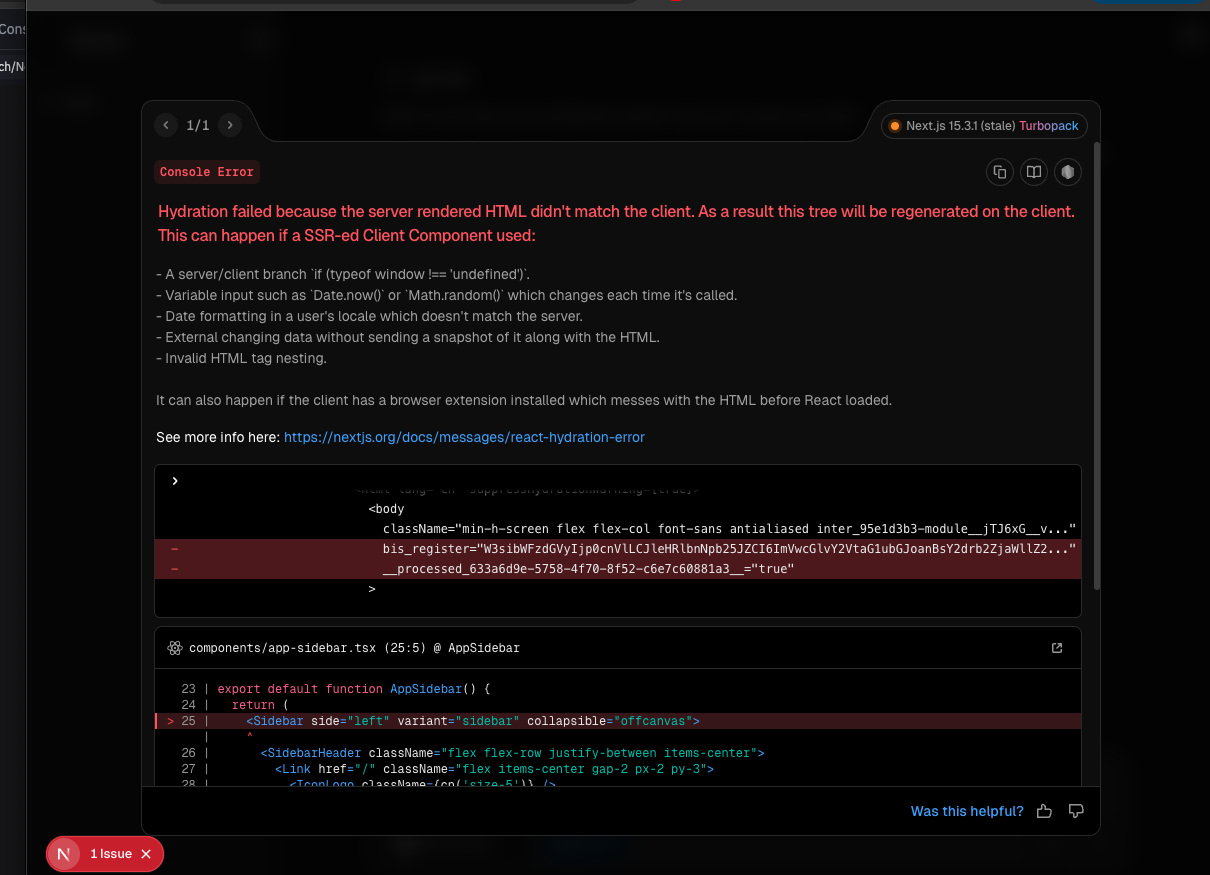 Cons
ch/N
1/1
Next.js 15.3.1 (stale) Turbopack
Console Error
Hydration failed because the server rendered HTML didn't match the client. As a result this tree will be regenerated on the client.
This can happen if a SSR-ed Client Component used:
- A server/client branch `if (typeof window !== 'undefined')`.
- Variable input such as `Date.now()` or `Math.random()` which changes each time it's called.
- Date formatting in a user's locale which doesn't match the server.
- External changing data without sending a snapshot of it along with the HTML.
- Invalid HTML tag nesting.
It can also happen if the client has a browser extension installed which messes with the HTML before React loaded.
See more info here: https://nextjs.org/docs/messages/react-hydration-error
<html lang="en" suppressHydrationWarning={true}>
<body
className="min-h-screen flex flex-col font-sans antialiased inter_95e1d3b3-module__jTJ6xG__v..."
- bis_register="W3sibWFzdGVyIjp0cnVlLCJleHRlbnNpb25JZCI6ImVwcGlvY2VtaG1ubGJoanBsY2drb2ZjaWllZ2..."
- __processed_633a6d9e-5758-4f70-8f52-c6e7c60881a3__="true"
>
components/app-sidebar.tsx (25:5) @ AppSidebar
23 | export default function AppSidebar() {
24 | return (
> 25 | <Sidebar side="left" variant="sidebar" collapsible="offcanvas">
| ^
26 | <SidebarHeader className="flex flex-row justify-between items-center">
27 | <Link href="/" className="flex items-center gap-2 px-2 py-3">
28 | <IconLogo className={cn('size-5')} />
Was this helpful?
N 1 Issue